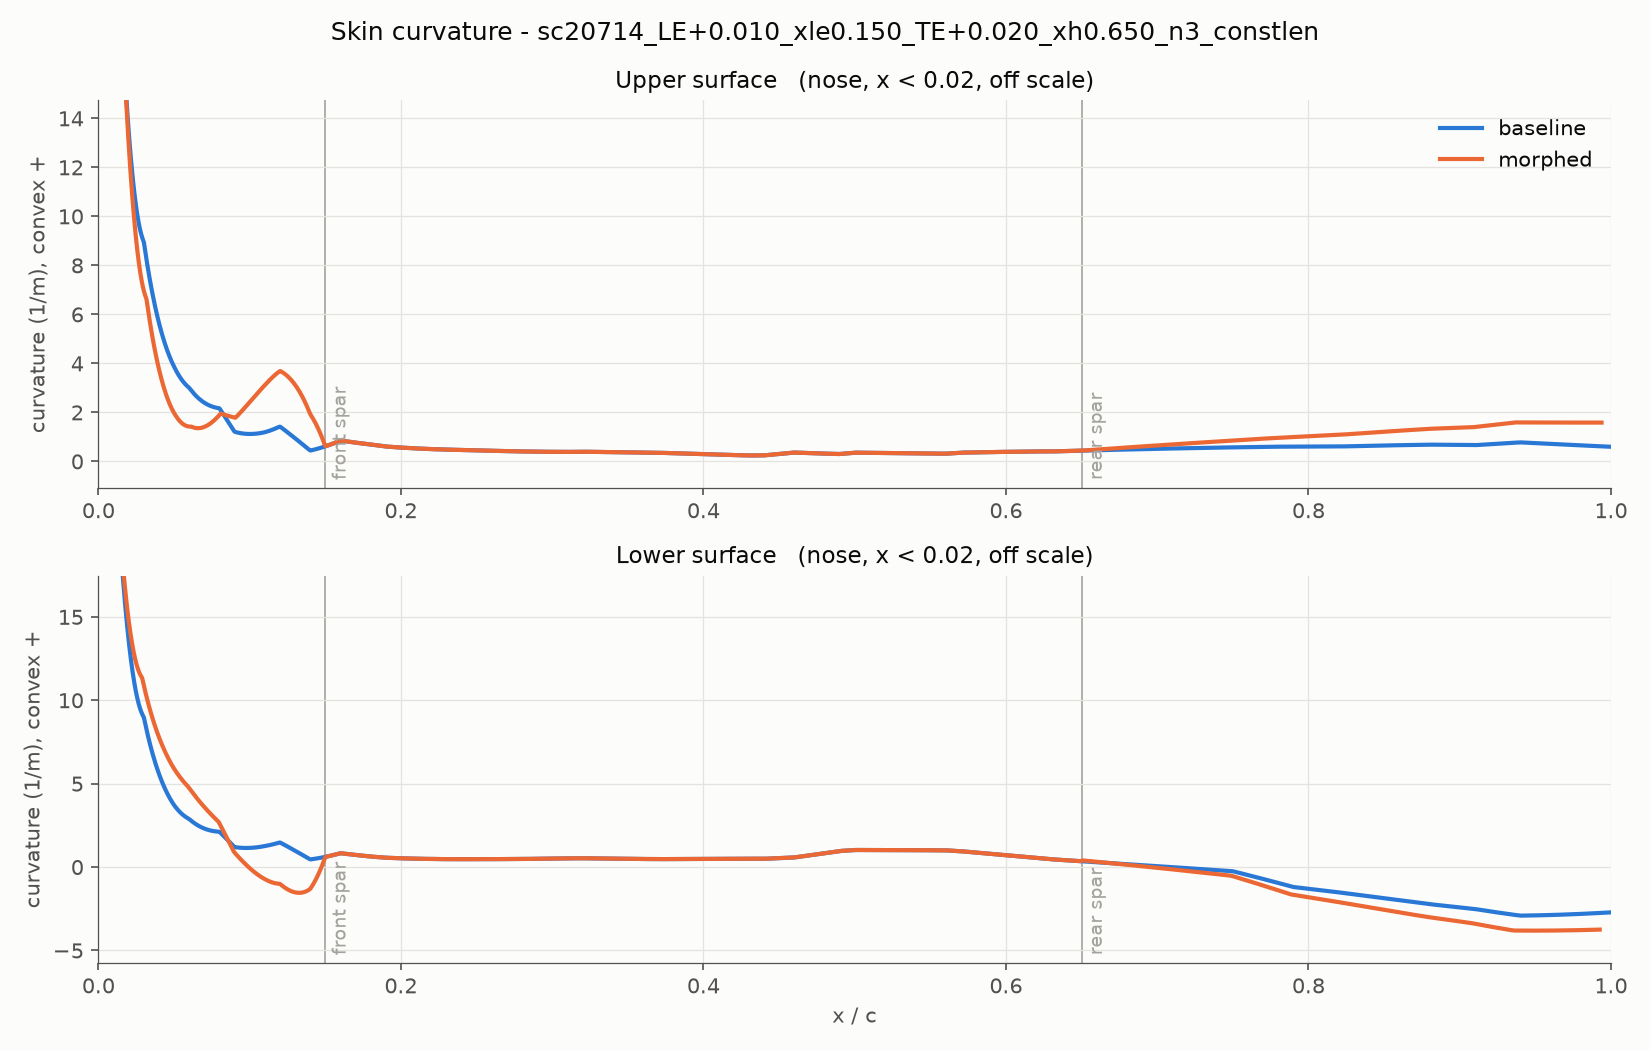 Skin curvature - sc20714_LE+0.010_xle0.150_TE+0.020_xh0.650_n3_constlen
Upper surface   (nose, x < 0.02, off scale)
curvature (1/m), convex +
14
12
10
8
6
4
2
0
baseline
morphed
front spar
rear spar
0.0
0.2
0.4
0.6
0.8
1.0
Lower surface   (nose, x < 0.02, off scale)
curvature (1/m), convex +
15
10
5
0
−5
front spar
rear spar
0.0
0.2
0.4
0.6
0.8
1.0
x / c